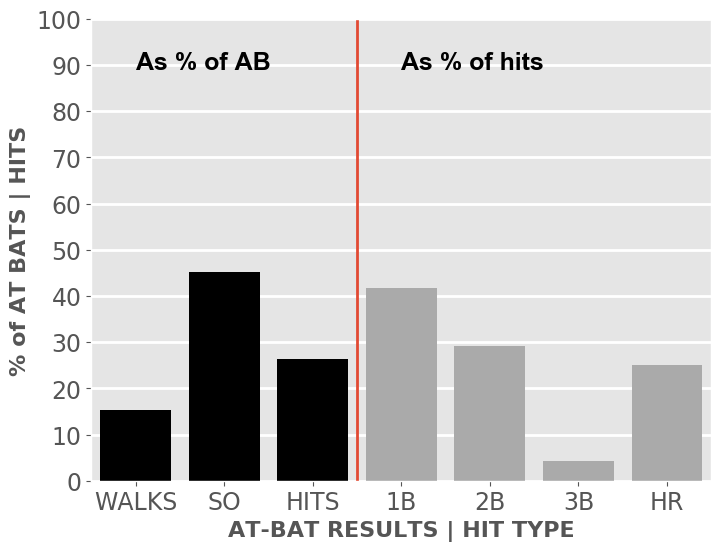 As % of AB
As % of hits
100
90
80
70
60
50
40
30
20
10
0
% of AT BATS | HITS
WALKS SO HITS 1B 2B 3B HR
AT-BAT RESULTS | HIT TYPE